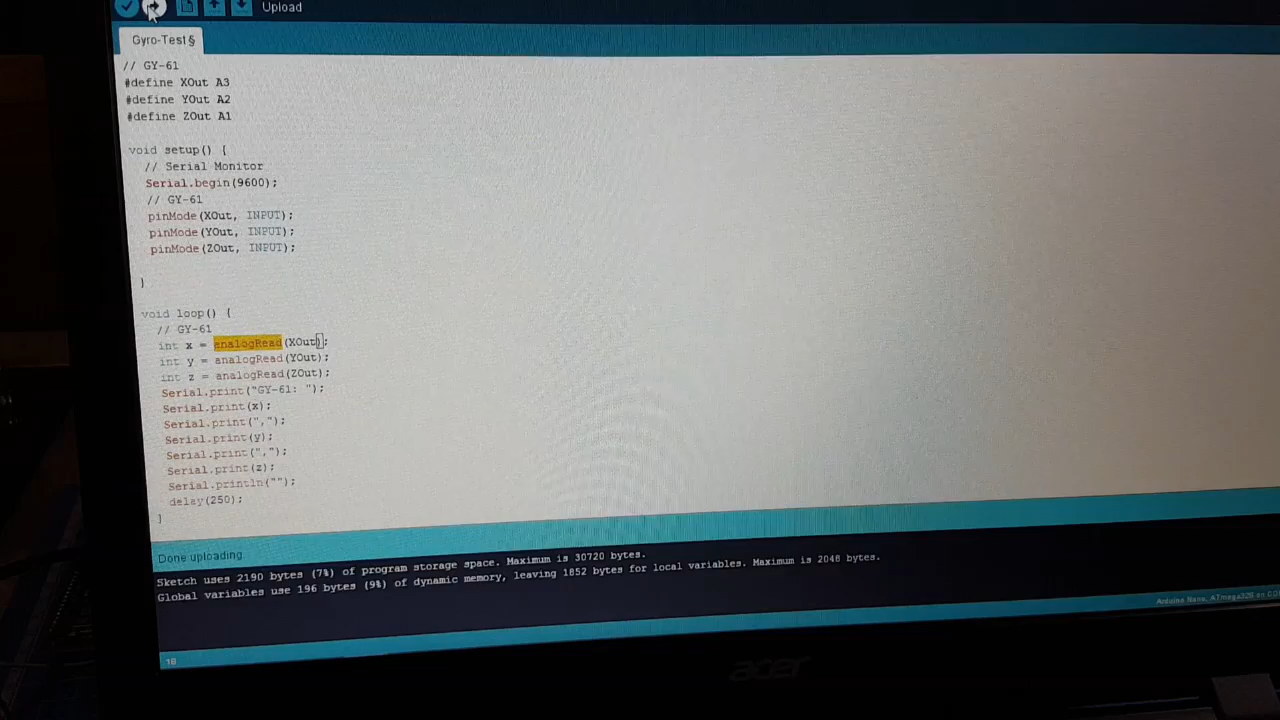 Upload
Gyro-Test§
// GY-61
#define XOut A3
#define YOut A2
#define ZOut A1
void setup() {
// Serial Monitor
Serial.begin(9600);
// GY-61
pinMode(XOut, INPUT);
pinMode(YOut, INPUT);
pinMode(ZOut, INPUT);
}
void loop() {
// GY-61
int x = analogRead(XOut);
int y = analogRead(YOut);
int z = analogRead(ZOut);
Serial.print("GY-61: ");
Serial.print(x);
Serial.print(",");
Serial.print(y);
Serial.print(",");
Serial.print(z);
Serial.println("");
delay(250);
}
Done uploading.
Sketch uses 2190 bytes (7%) of program storage space. Maximum is 30720 bytes.
Global variables use 196 bytes (9%) of dynamic memory, leaving 1852 bytes for local variables. Maximum is 2048 bytes.
Arduino Nano, ATmega328 on
18
acer